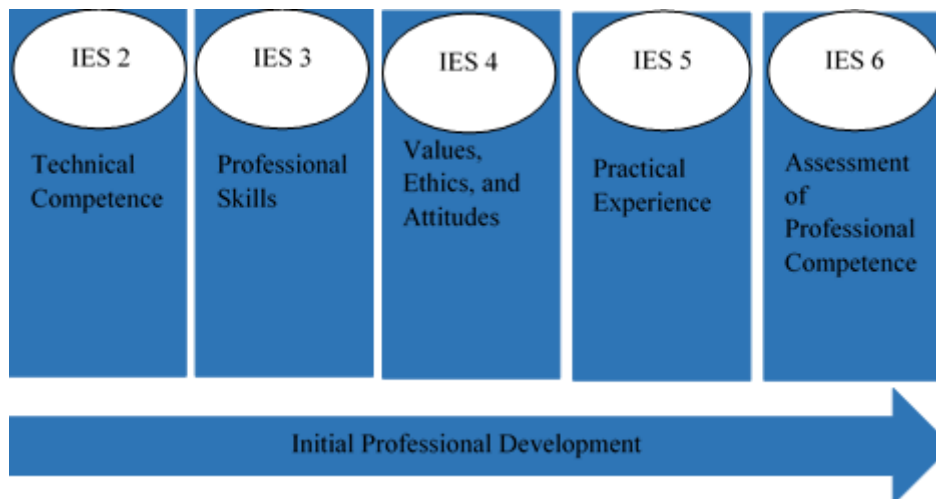 IES 2
Technical
Competence
IES 3
Professional
Skills
IES 4
Values,
Ethics, and
Attitudes
IES 5
Practical
Experience
IES 6
Assessment
of
Professional
Competence
Initial Professional Development